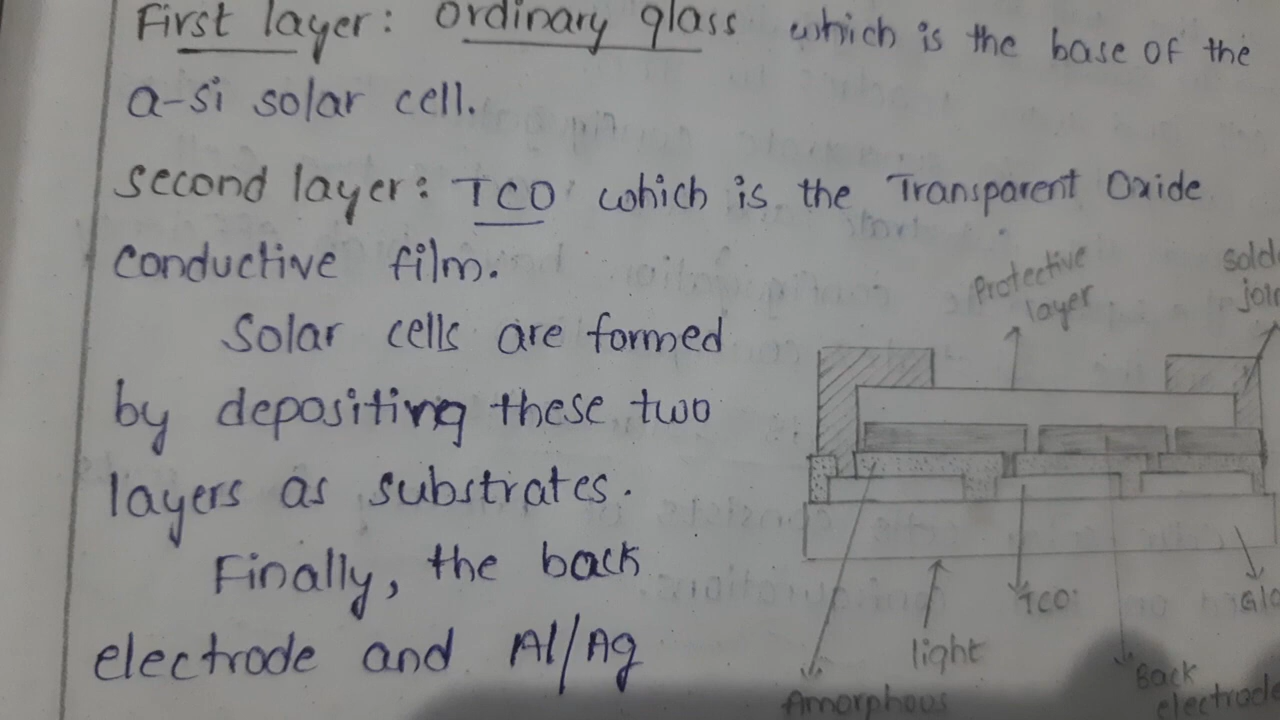 First layer: Ordinary glass which is the base of the
a-si solar cell.
Second layer: TCO which is the Transparent Oxide
conductive film.
Solar cells are formed
by depositing these two
layers as substrates.
Finally, the back
electrode and Al/Ag
Protective
layer
TCO
light
Amorphous
Back
electrode